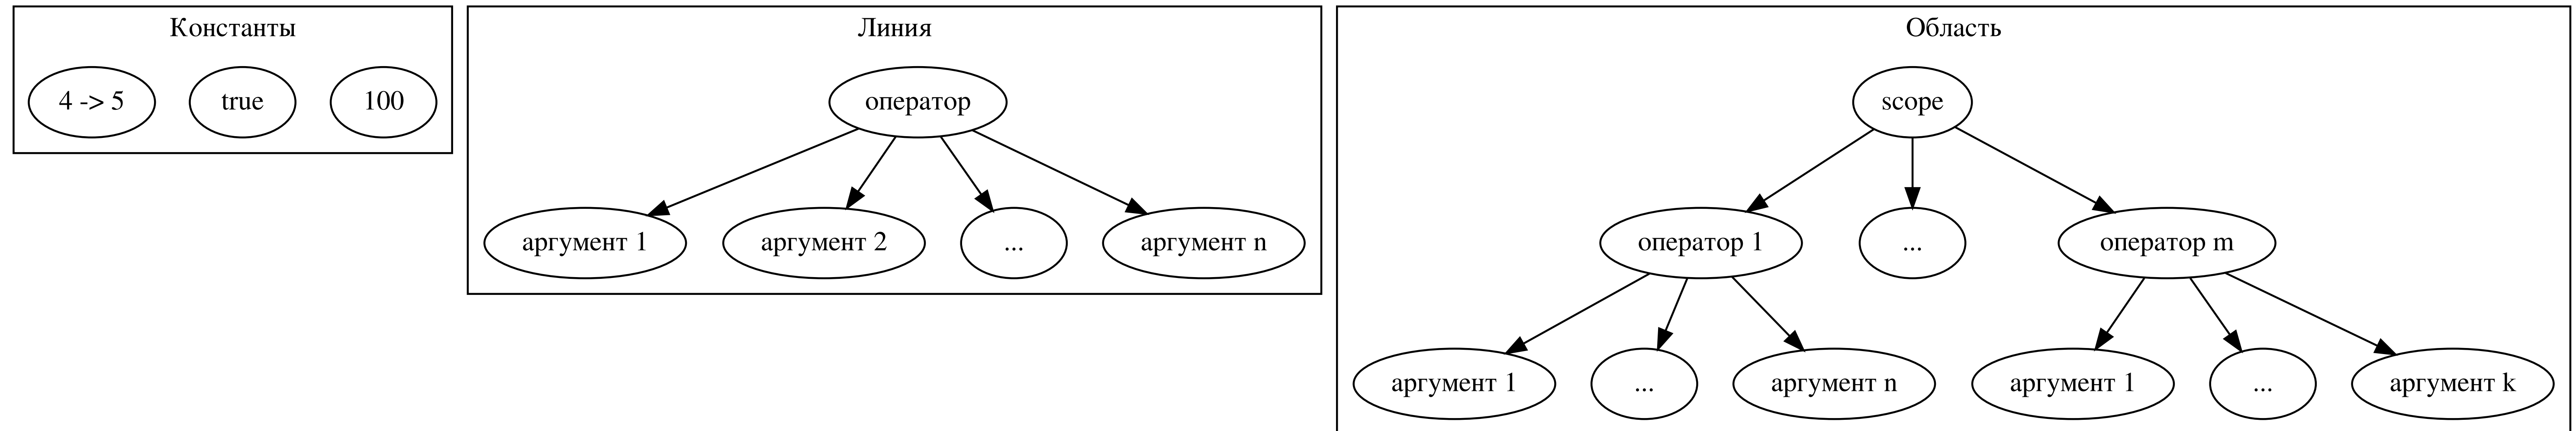 Константы
4 -> 5
true
100
Линия
оператор
аргумент 1
аргумент 2
...
аргумент n
Область
scope
оператор 1
...
оператор m
аргумент 1
...
аргумент n
аргумент 1
...
аргумент k